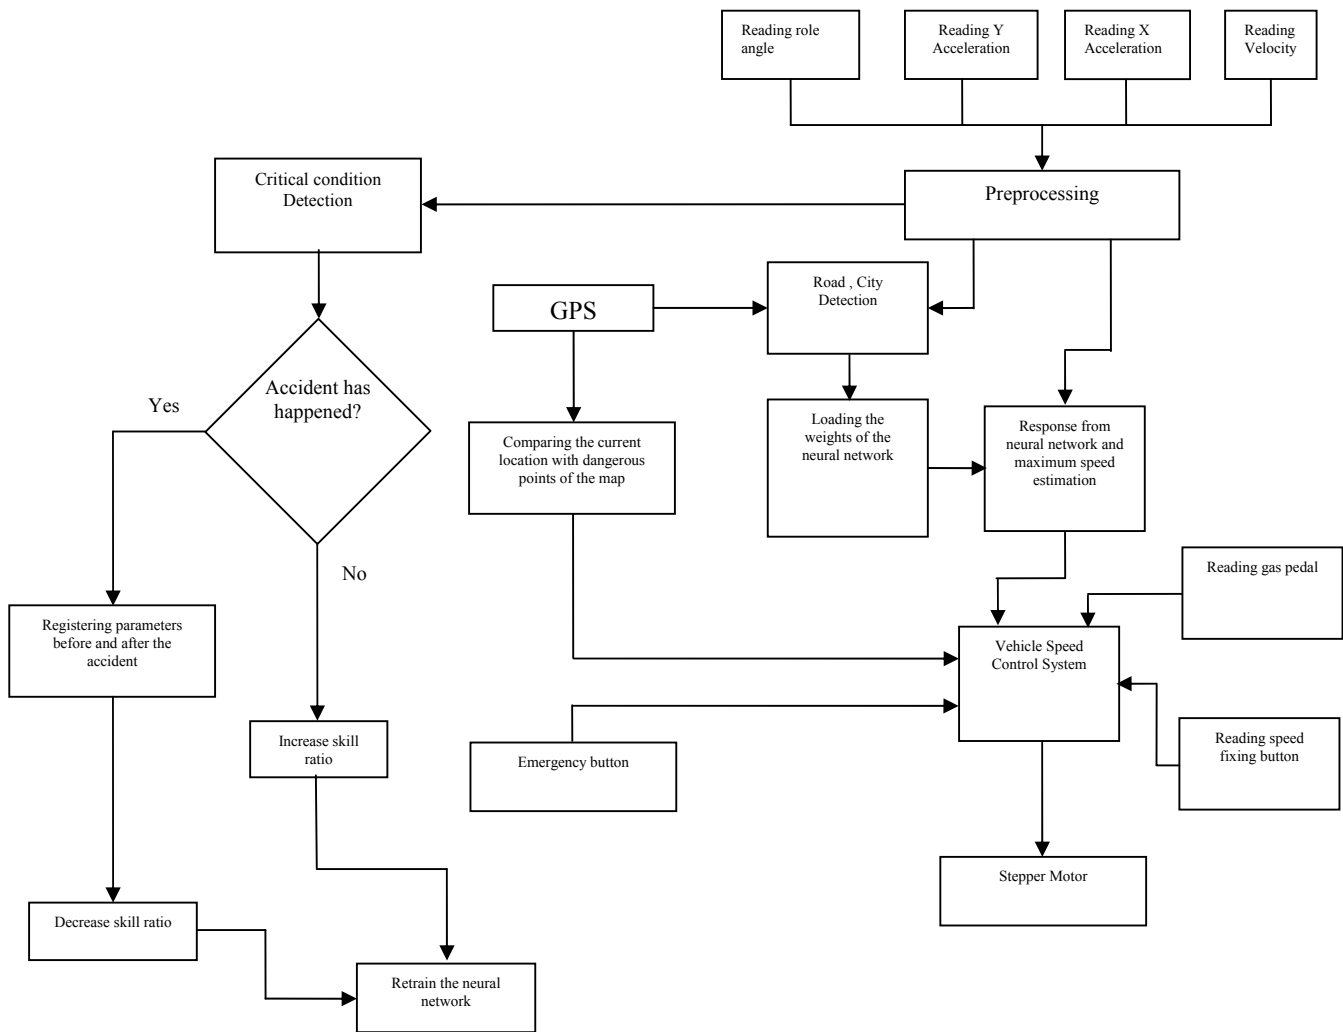 Reading role
angle
Reading Y
Acceleration
Reading X
Acceleration
Reading
Velocity
Critical condition
Detection
Preprocessing
Road , City
Detection
GPS
Accident has
happened?
Yes
Loading the
weights of the
neural network
Response from
neural network and
maximum speed
estimation
Comparing the current
location with dangerous
points of the map
No
Reading gas pedal
Registering parameters
before and after the
accident
Vehicle Speed
Control System
Increase skill
ratio
Emergency button
Reading speed
fixing button
Stepper Motor
Decrease skill ratio
Retrain the neural
network